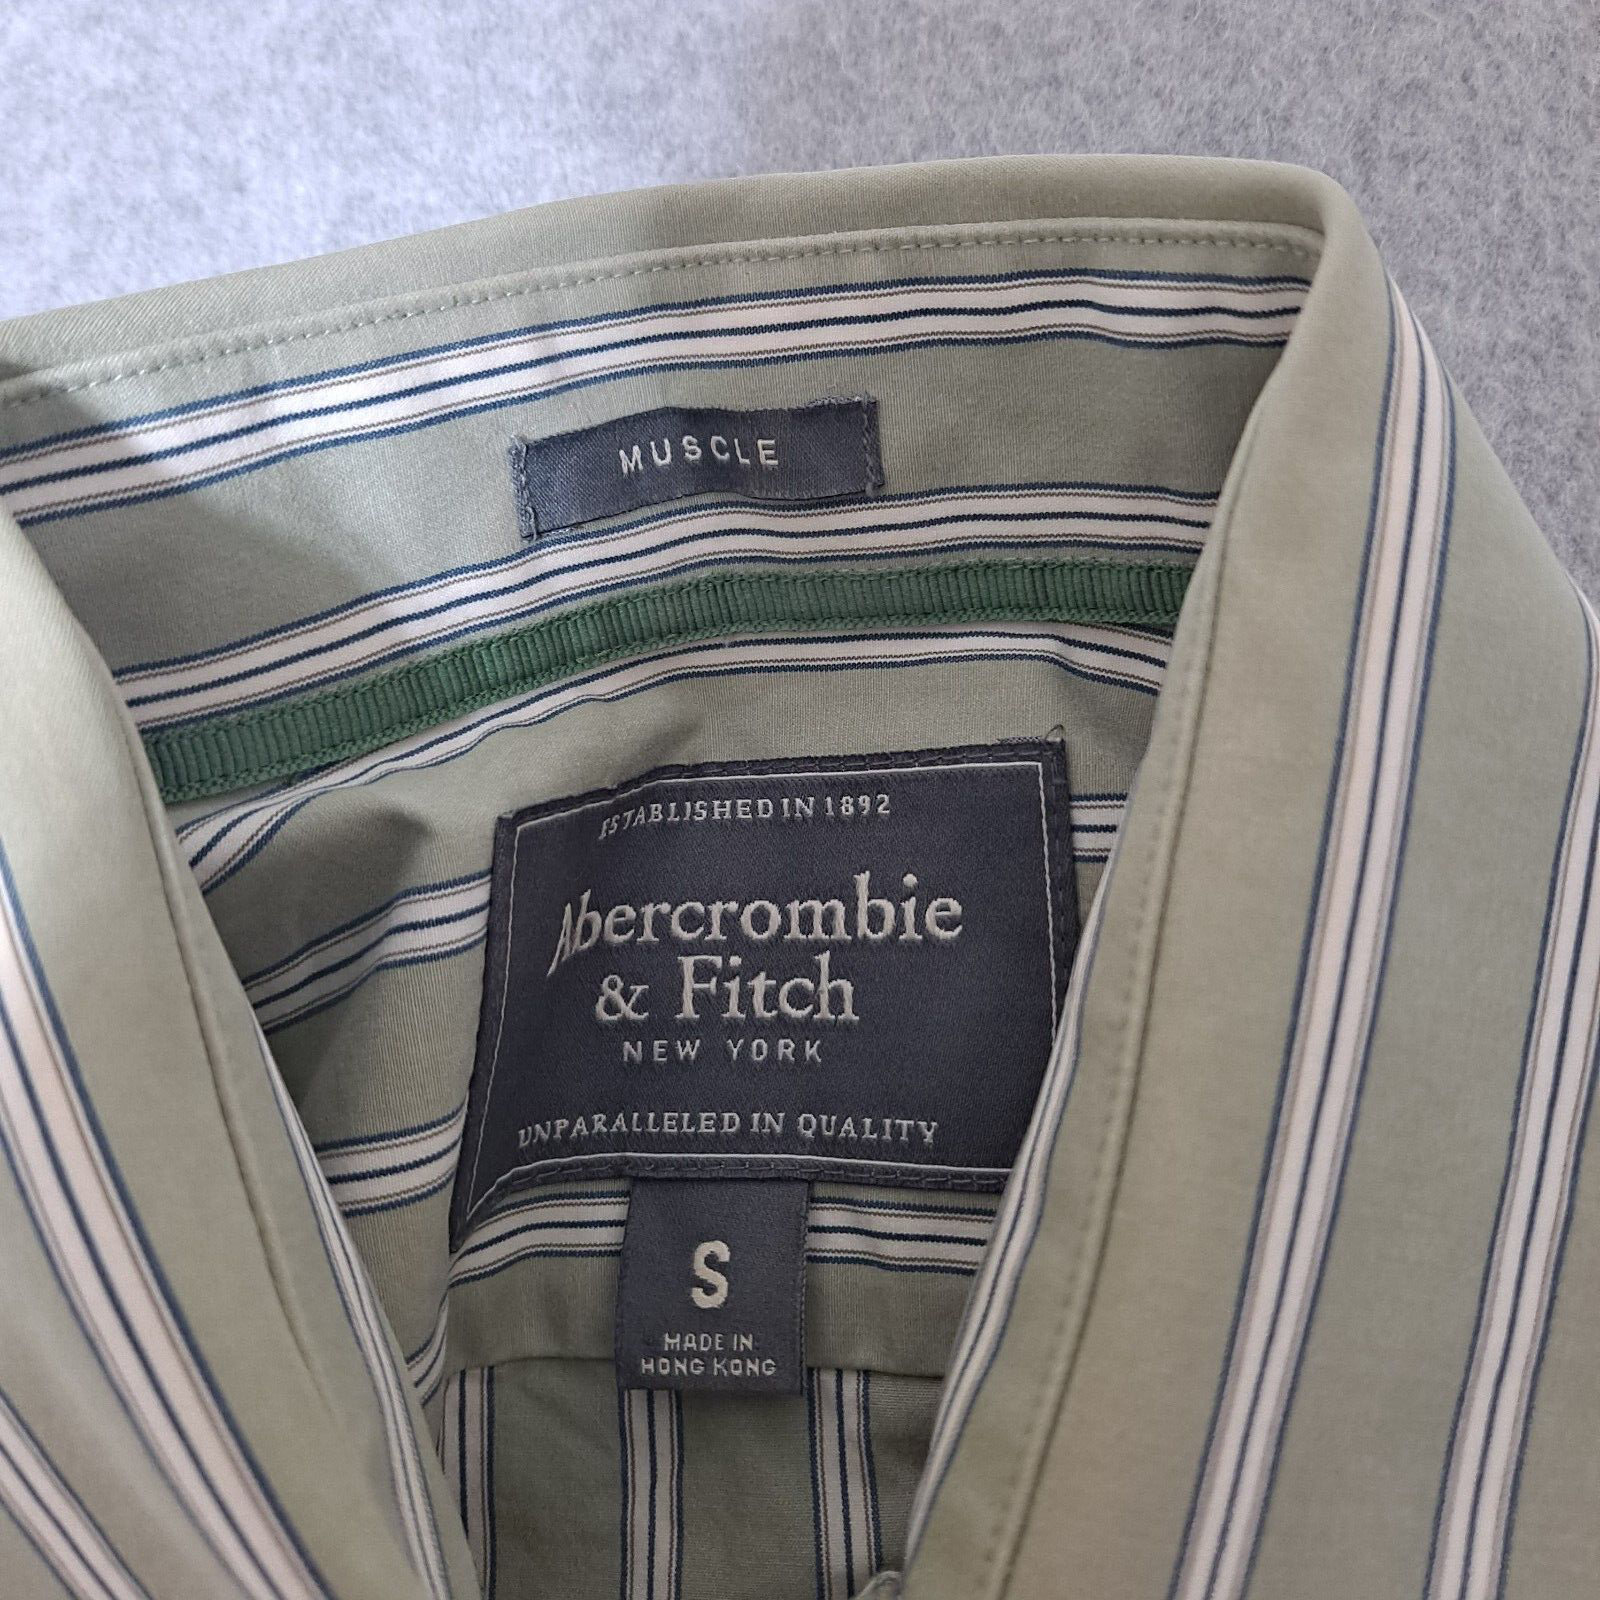 MUSCLE
ESTABLISHED IN 1892
Abercrombie
& Fitch
NEW YORK
UNPARALLELED IN QUALITY
S
MADE IN
HONG KONG